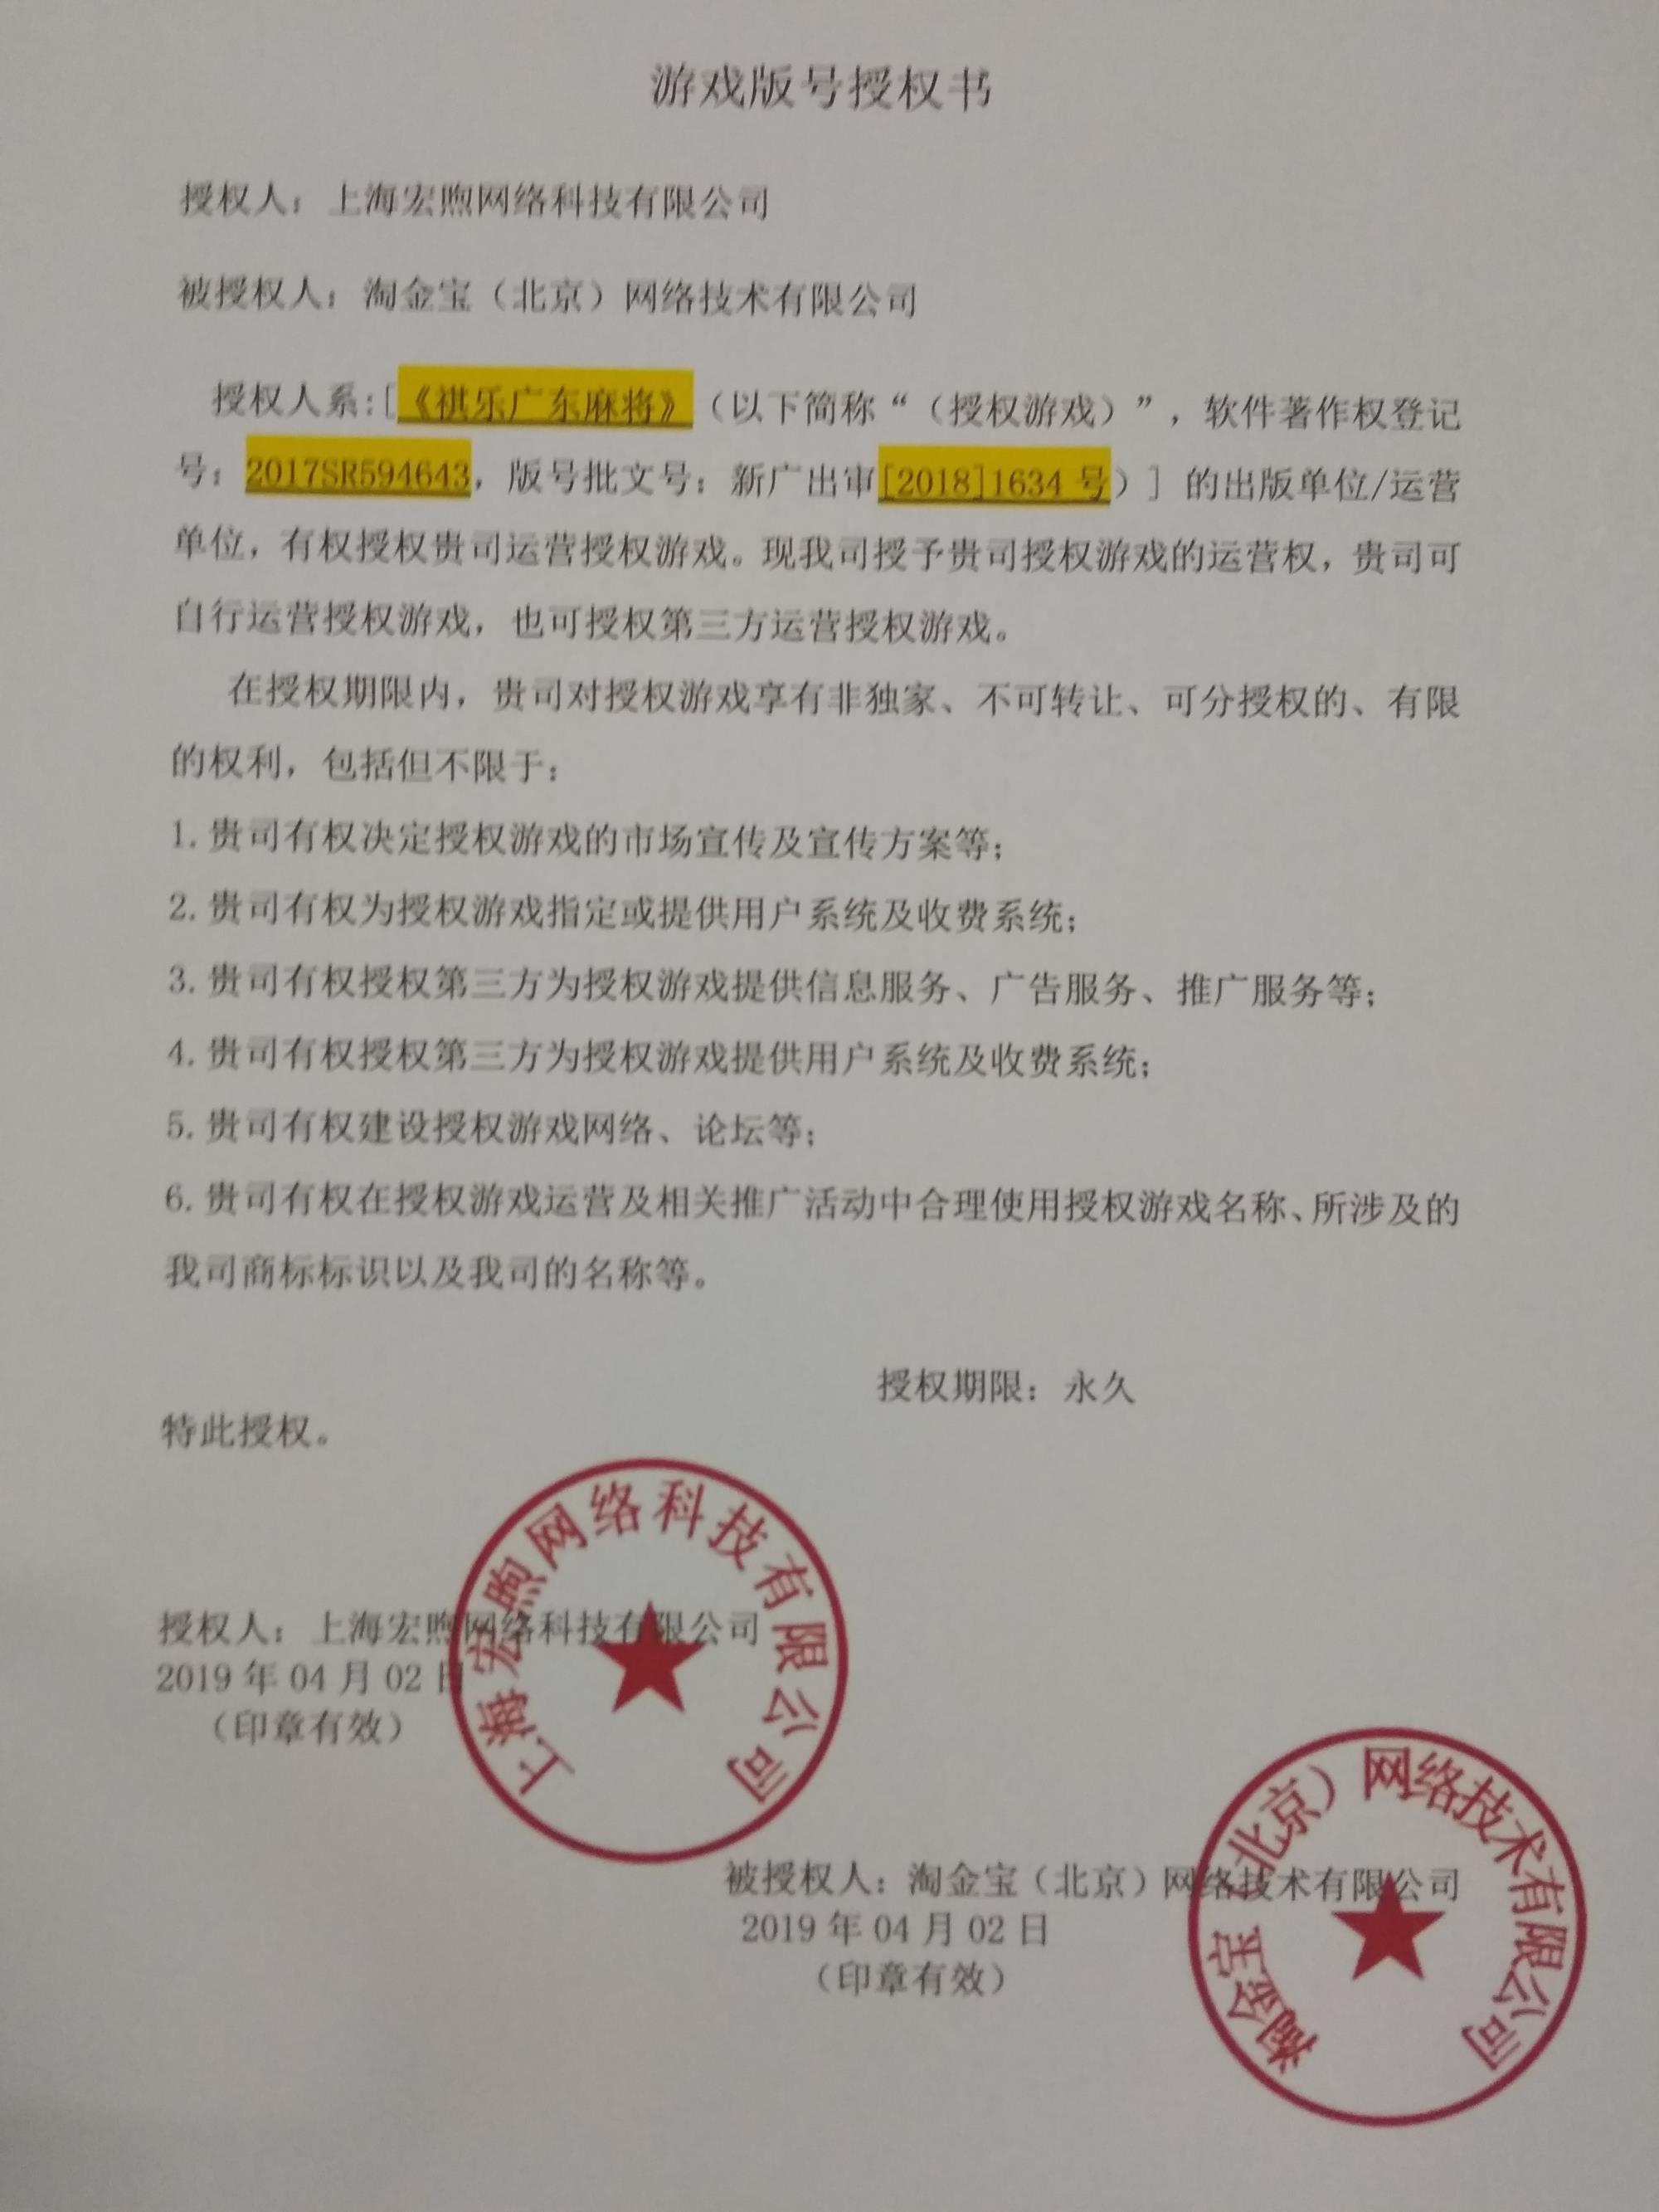 游戏版号授权书
授权人：上海宏煦网络科技有限公司
被授权人：淘金宝（北京）网络技术有限公司
授权人系:[《祺乐广东麻将》（以下简称“（授权游戏）”，软件著作权登记
号：2017SR594643，版号批文号：新广出审[2018]1634 号）] 的出版单位/运营
单位，有权授权贵司运营授权游戏。现我司授予贵司授权游戏的运营权，贵司可
自行运营授权游戏，也可授权第三方运营授权游戏。
在授权期限内，贵司对授权游戏享有非独家、不可转让、可分授权的、有限
的权利，包括但不限于：
1. 贵司有权决定授权游戏的市场宣传及宣传方案等；
2. 贵司有权为授权游戏指定或提供用户系统及收费系统；
3. 贵司有权授权第三方为授权游戏提供信息服务、广告服务、推广服务等；
4. 贵司有权授权第三方为授权游戏提供用户系统及收费系统；
5. 贵司有权建设授权游戏网络、论坛等；
6. 贵司有权在授权游戏运营及相关推广活动中合理使用授权游戏名称、所涉及的
我司商标标识以及我司的名称等。
授权期限：永久
特此授权。
上海宏煦网络科技有限公司
授权人：上海宏煦网络科技有限公司
2019 年 04 月 02 日
（印章有效）
淘金宝（北京）网络技术有限公司
被授权人：淘金宝（北京）网络技术有限公司
2019 年 04 月 02 日
（印章有效）